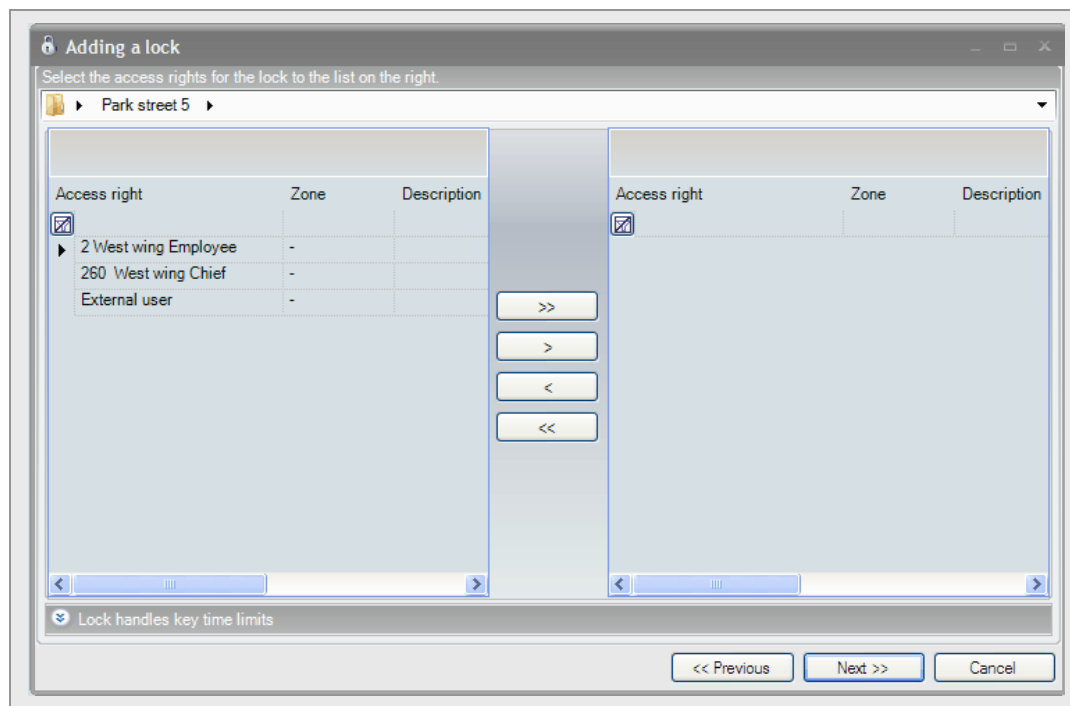 Adding a lock
Select the access rights for the lock to the list on the right.
Park street 5
Access right Zone Description
2 West wing Employee -
260 West wing Chief -
External user -
>>
>
<
<<
Access right Zone Description
Lock handles key time limits
<< Previous Next >> Cancel